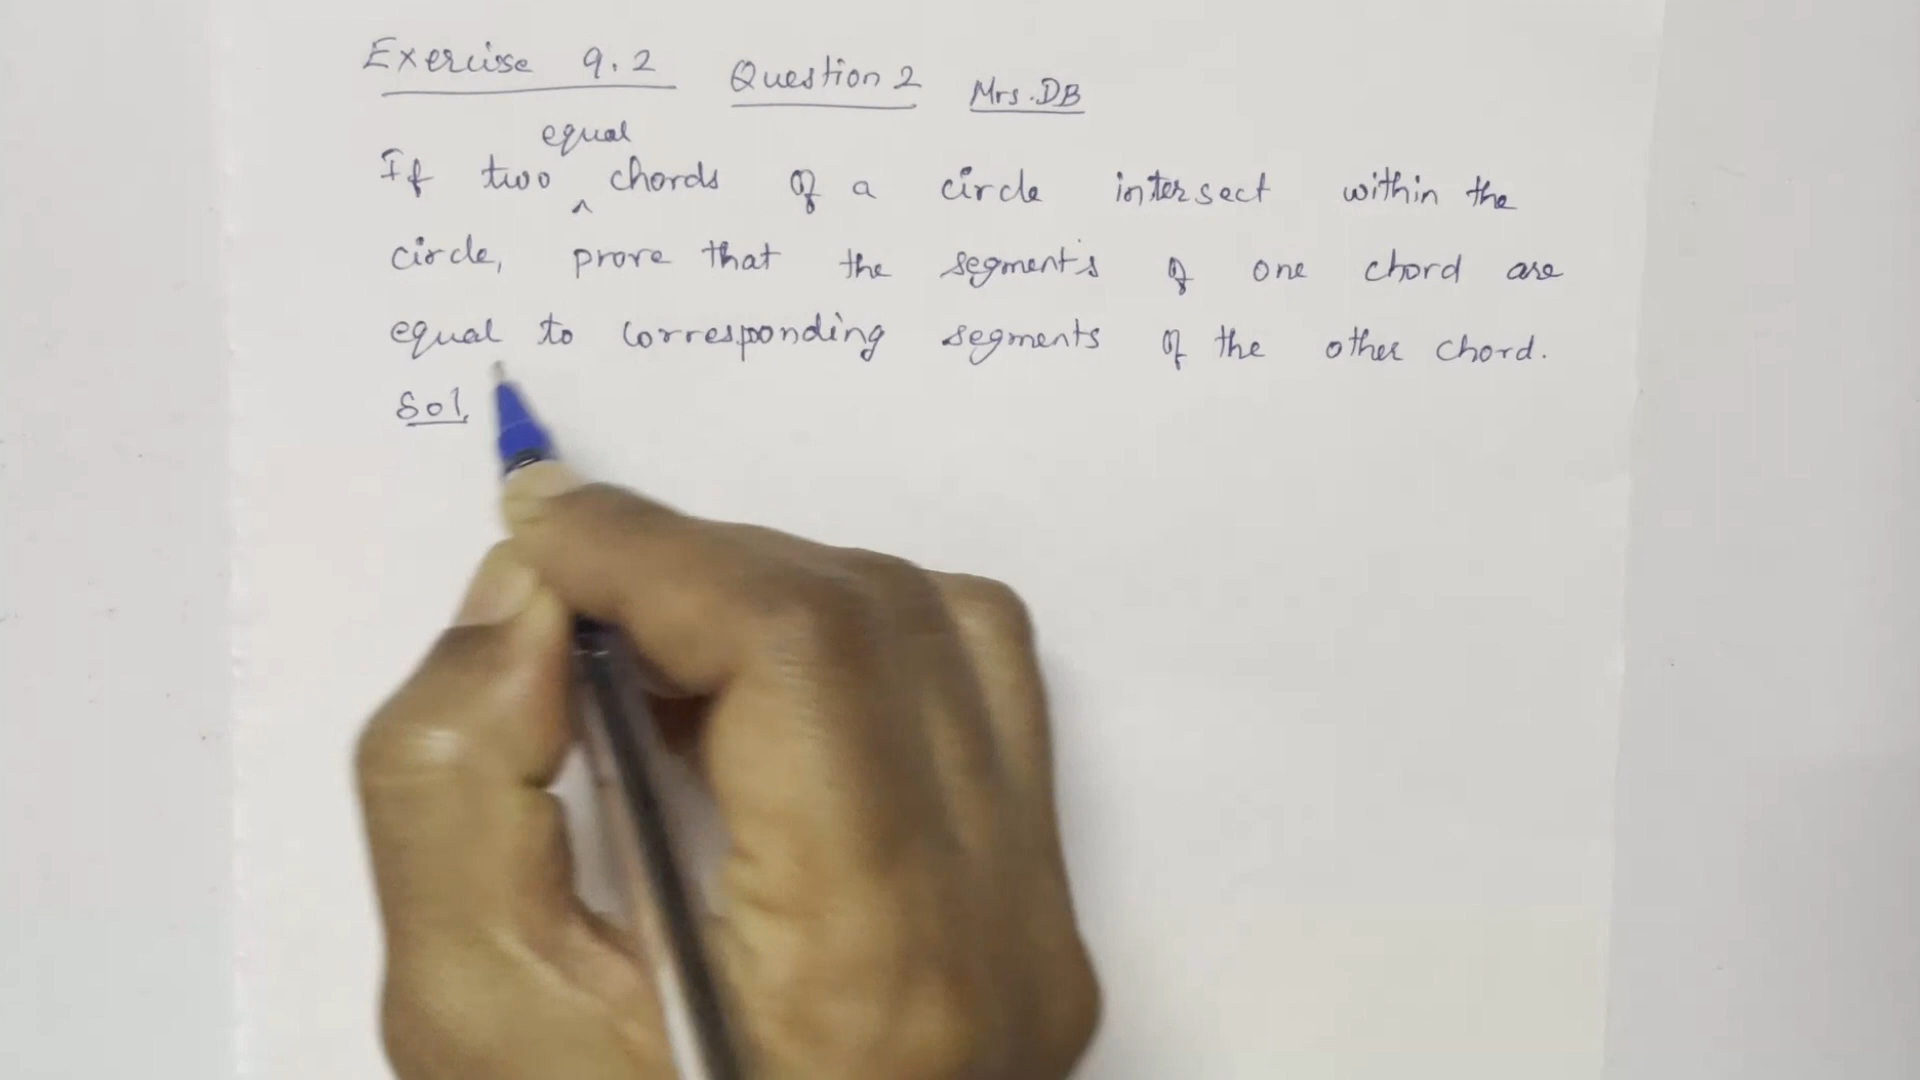 Exercise 9.2 Question 2 Mrs.DB
equal
If two ^ chords of a circle intersect within the
circle, prove that the segments of one chord are
equal to corresponding segments of the other chord.
Sol.